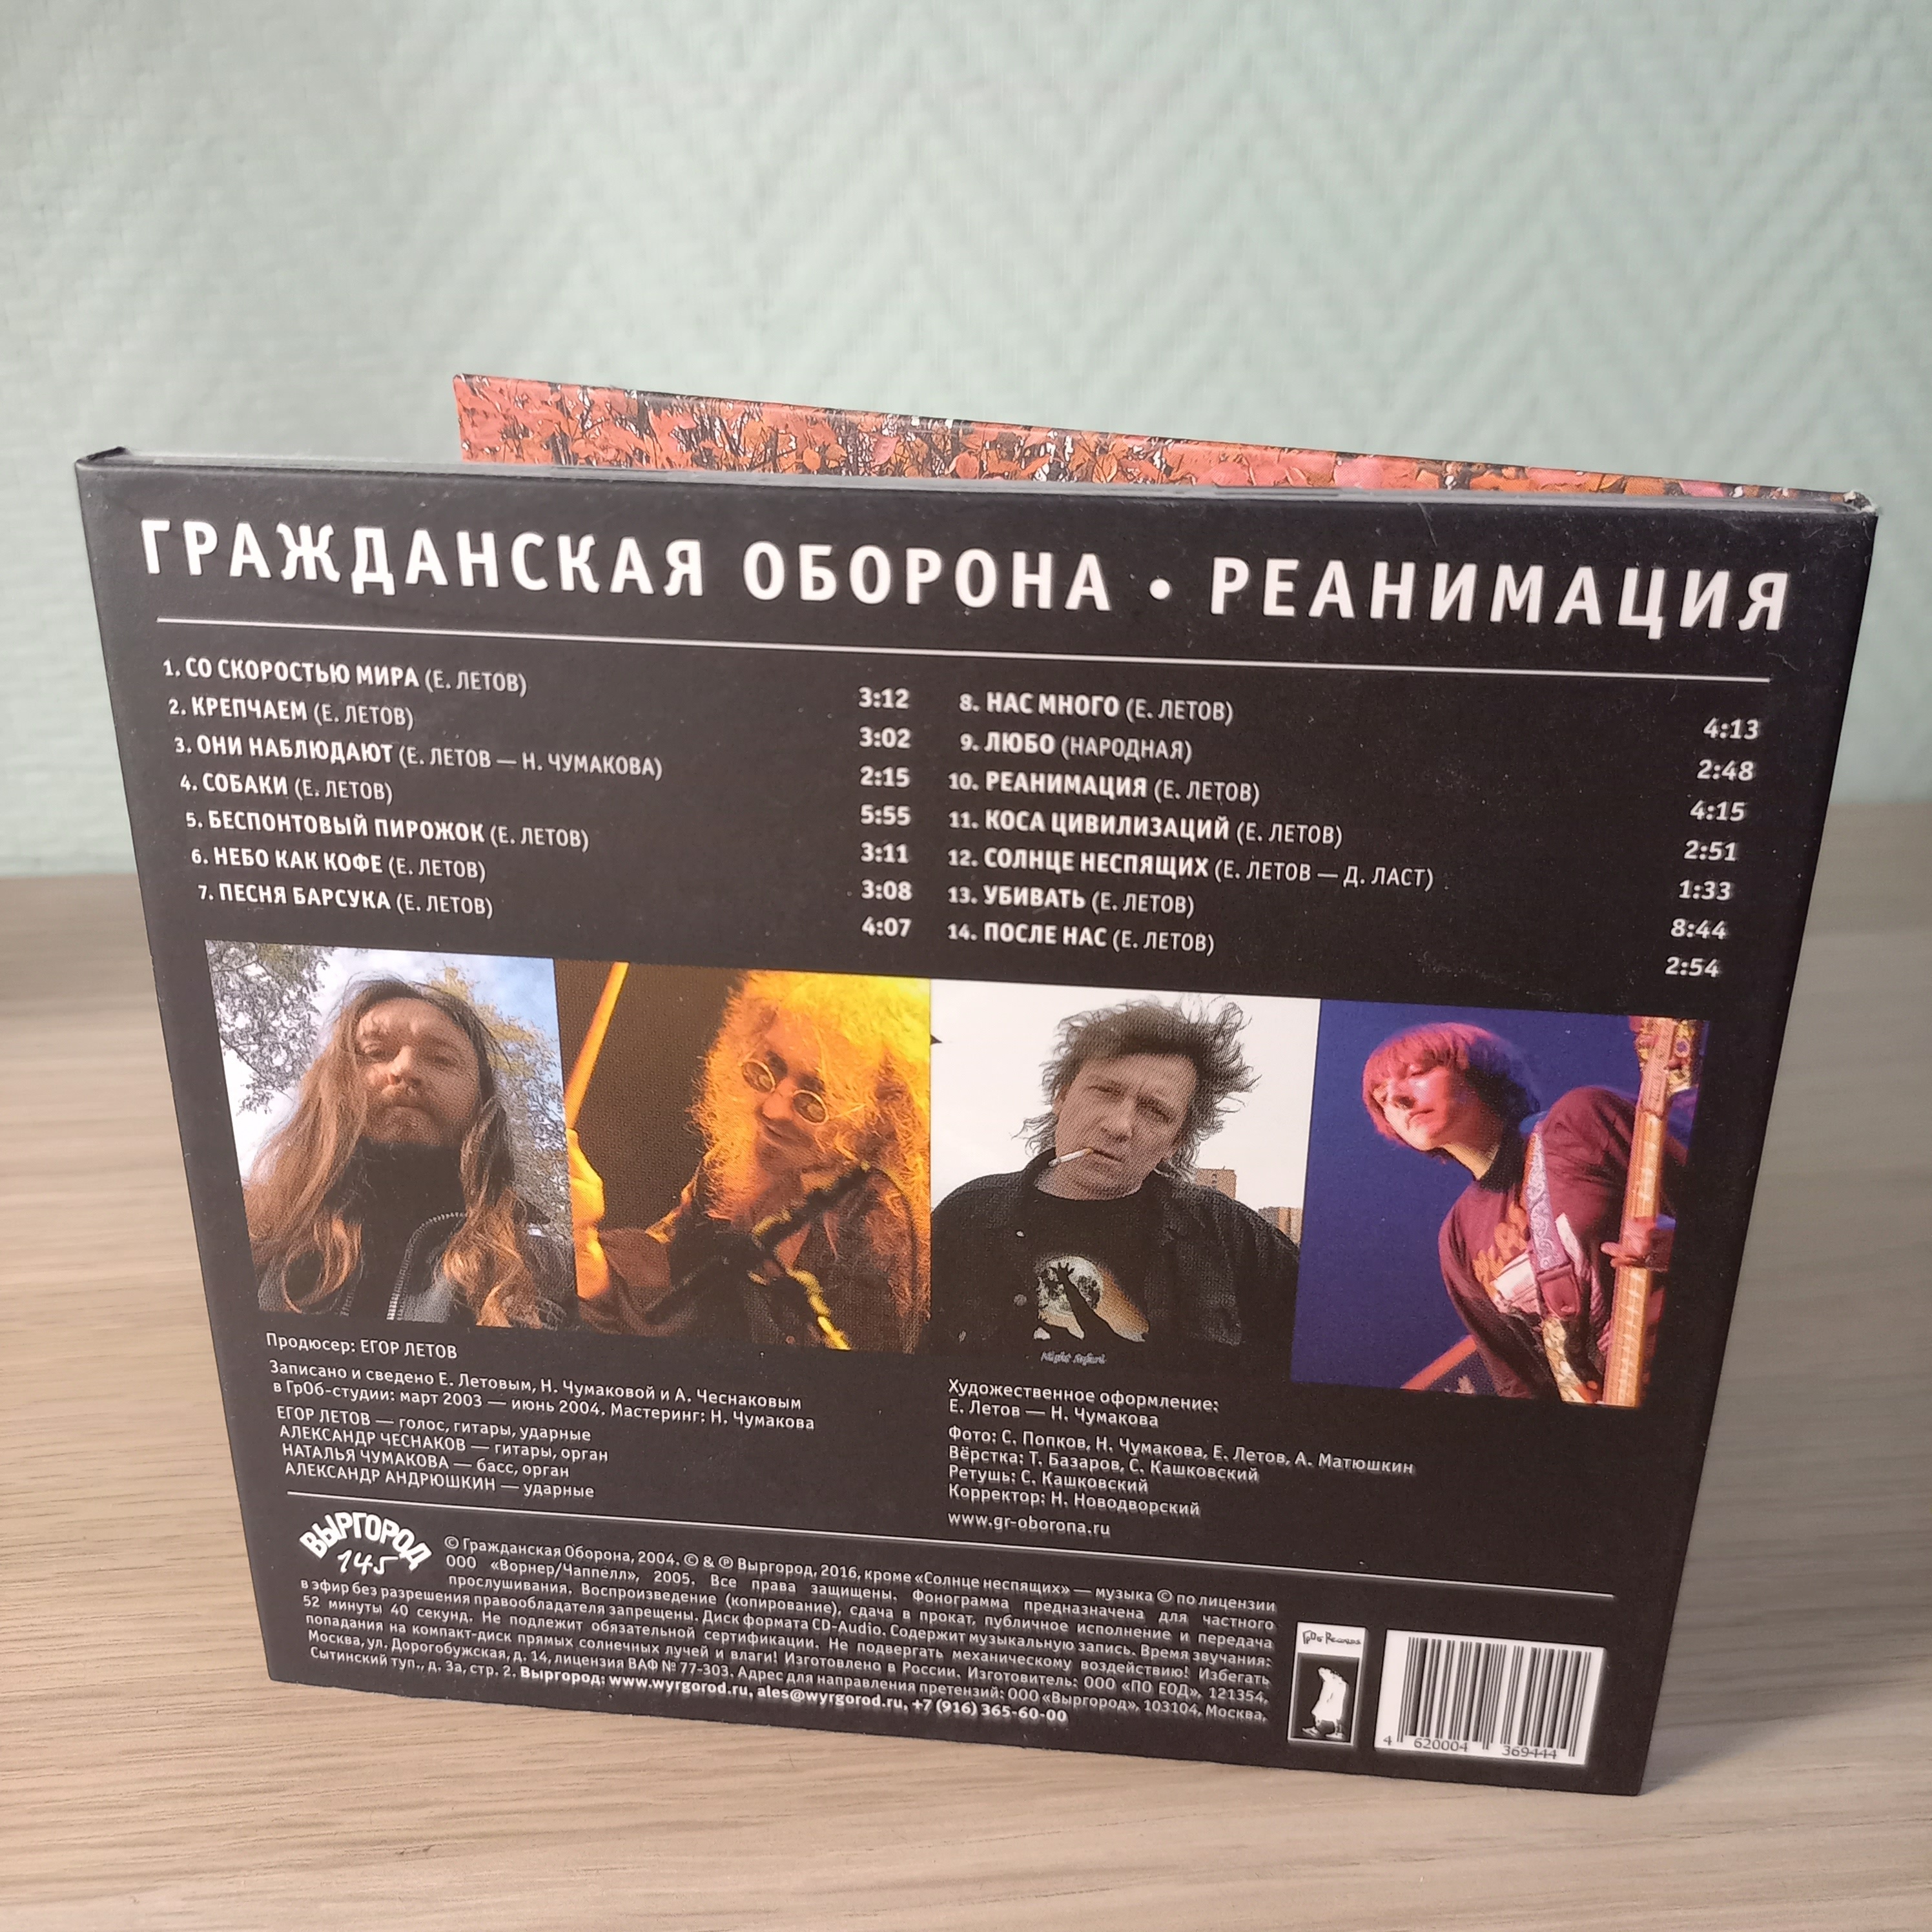 ГРАЖДАНСКАЯ ОБОРОНА • РЕАНИМАЦИЯ
1. СО СКОРОСТЬЮ МИРА (Е. ЛЕТОВ) 3:12
2. КРЕПЧАЕМ (Е. ЛЕТОВ) 3:02
3. ОНИ НАБЛЮДАЮТ (Е. ЛЕТОВ — Н. ЧУМАКОВА) 2:15
4. СОБАКИ (Е. ЛЕТОВ) 5:55
5. БЕСПОНТОВЫЙ ПИРОЖОК (Е. ЛЕТОВ) 3:11
6. НЕБО КАК КОФЕ (Е. ЛЕТОВ) 3:08
7. ПЕСНЯ БАРСУКА (Е. ЛЕТОВ) 4:07
8. НАС МНОГО (Е. ЛЕТОВ) 4:13
9. ЛЮБО (НАРОДНАЯ) 2:48
10. РЕАНИМАЦИЯ (Е. ЛЕТОВ) 4:15
11. КОСА ЦИВИЛИЗАЦИЙ (Е. ЛЕТОВ) 2:51
12. СОЛНЦЕ НЕСПЯЩИХ (Е. ЛЕТОВ — Д. ЛАСТ) 1:33
13. УБИВАТЬ (Е. ЛЕТОВ) 8:44
14. ПОСЛЕ НАС (Е. ЛЕТОВ) 2:54
Night Safari
Продюсер: ЕГОР ЛЕТОВ
Записано и сведено Е. Летовым, Н. Чумаковой и А. Чеснаковым
в ГрОб-студии: март 2003 — июнь 2004. Мастеринг: Н. Чумакова
ЕГОР ЛЕТОВ — голос, гитары, ударные
АЛЕКСАНДР ЧЕСНАКОВ — гитары, орган
НАТАЛЬЯ ЧУМАКОВА — басс, орган
АЛЕКСАНДР АНДРЮШКИН — ударные
Художественное оформление:
Е. Летов — Н. Чумакова
Фото: С. Попков, Н. Чумакова, Е. Летов, А. Матюшкин
Вёрстка: Т. Базаров, С. Кашковский
Ретушь: С. Кашковский
Корректор: Н. Новодворский
www.gr-oborona.ru
ВЫРГОРОД
145
© Гражданская Оборона, 2004. © & ℗ Выргород, 2016, кроме «Солнце неспящих» — музыка © по лицензии
ООО «Ворнер/Чаппелл», 2005. Все права защищены. Фонограмма предназначена для частного
прослушивания. Воспроизведение (копирование), сдача в прокат, публичное исполнение и передача
в эфир без разрешения правообладателя запрещены. Диск формата CD-Audio. Содержит музыкальную запись. Время звучания:
52 минуты 40 секунд. Не подлежит обязательной сертификации. Не подвергать механическому воздействию! Избегать
попадания на компакт-диск прямых солнечных лучей и влаги! Изготовлено в России. Изготовитель: ООО «ПО ЕОД», 121354,
Москва, ул. Дорогобужская, д. 14, лицензия ВАФ № 77-303. Адрес для направления претензий: ООО «Выргород», 103104, Москва,
Сытинский туп., д. 3а, стр. 2. Выргород: www.wyrgorod.ru, ales@wyrgorod.ru, +7 (916) 365-60-00
ГрОб Records
4 620004 369444